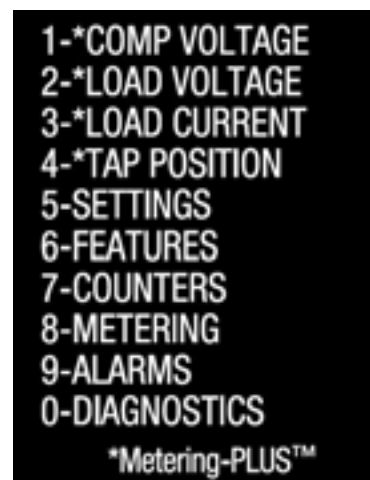 1-*COMP VOLTAGE
2-*LOAD VOLTAGE
3-*LOAD CURRENT
4-*TAP POSITION
5-SETTINGS
6-FEATURES
7-COUNTERS
8-METERING
9-ALARMS
0-DIAGNOSTICS
*Metering-PLUS™